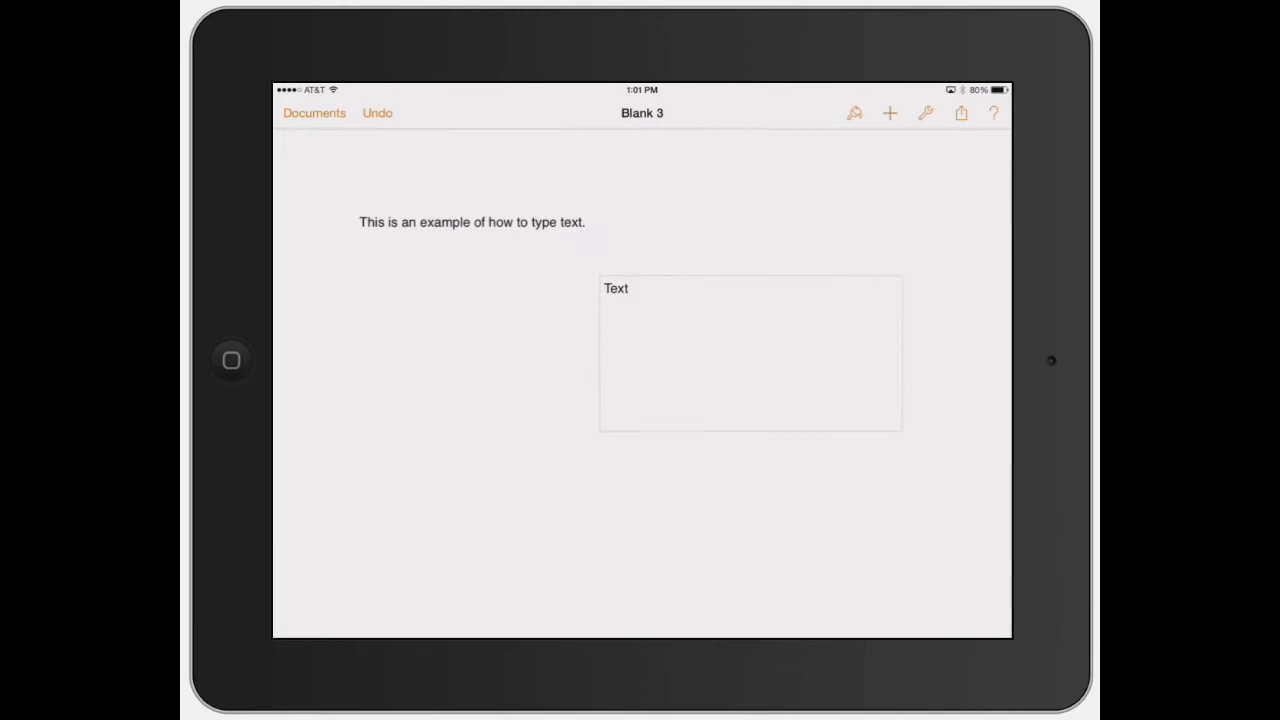 AT&T 1:01 PM 80%
Documents Undo Blank 3 ?
This is an example of how to type text.
Text